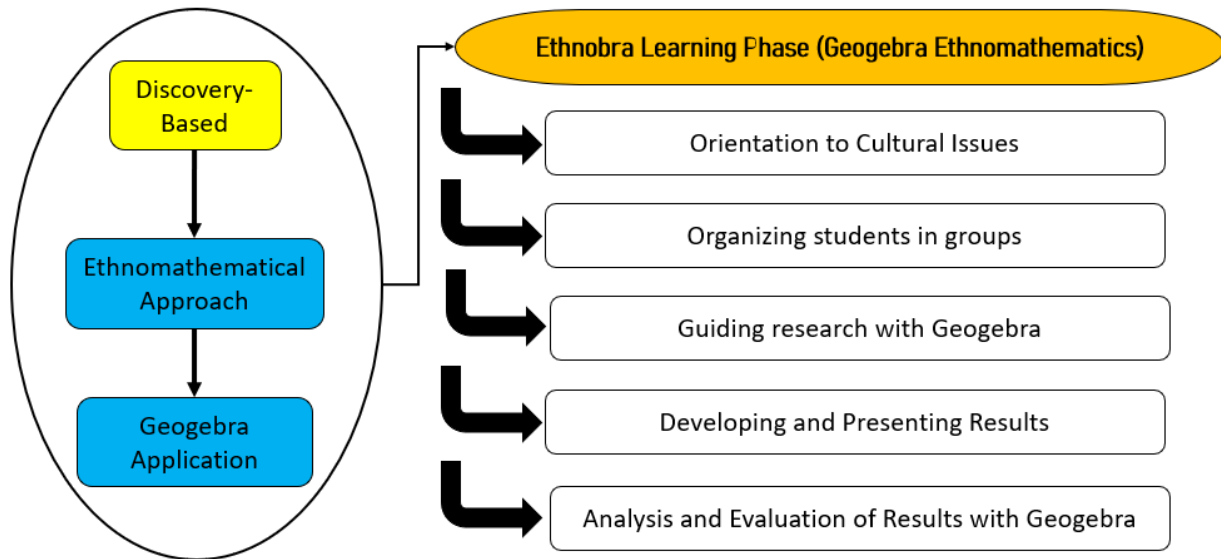 Discovery-
Based
Ethnomathematical
Approach
Geogebra
Application
Ethnobra Learning Phase (Geogebra Ethnomathematics)
Orientation to Cultural Issues
Organizing students in groups
Guiding research with Geogebra
Developing and Presenting Results
Analysis and Evaluation of Results with Geogebra